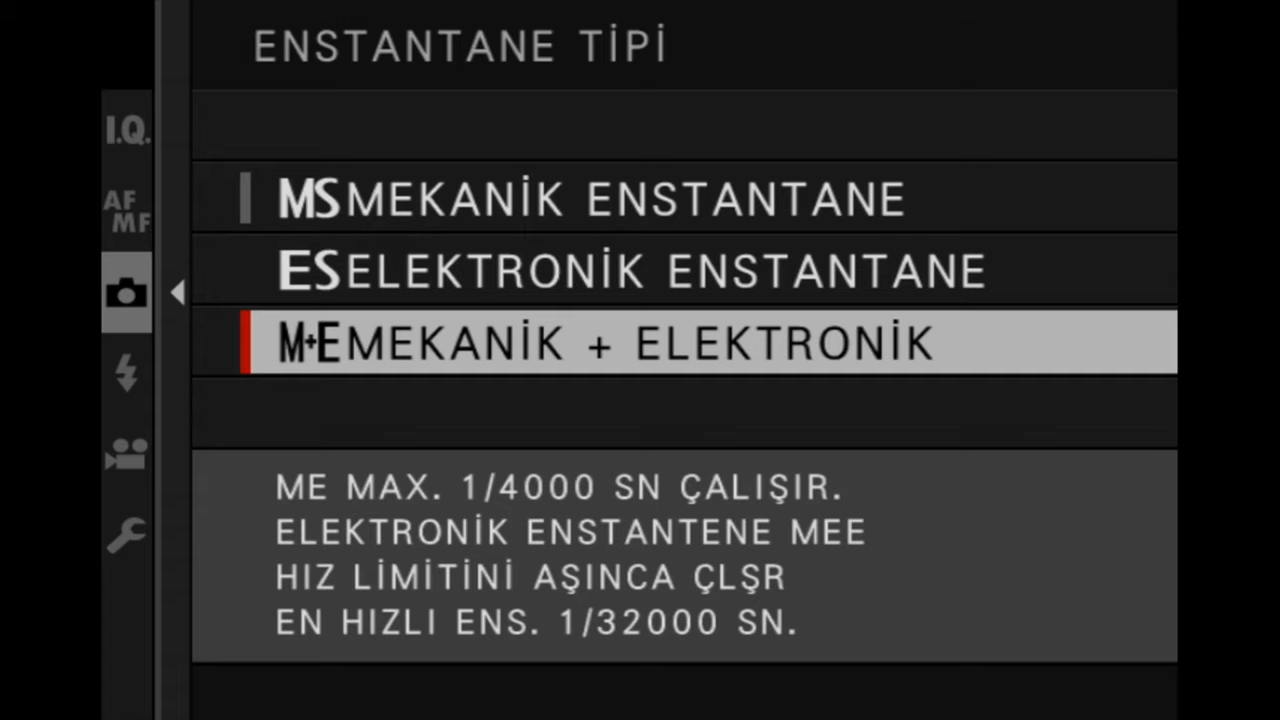 ENSTANTANE TİPİ
I.Q.
AF
MF
MS MEKANİK ENSTANTANE
ES ELEKTRONİK ENSTANTANE
M+E MEKANİK + ELEKTRONİK
ME MAX. 1/4000 SN ÇALIŞIR.
ELEKTRONİK ENSTANTENE MEE
HIZ LİMİTİNİ AŞINCA ÇLŞR
EN HIZLI ENS. 1/32000 SN.